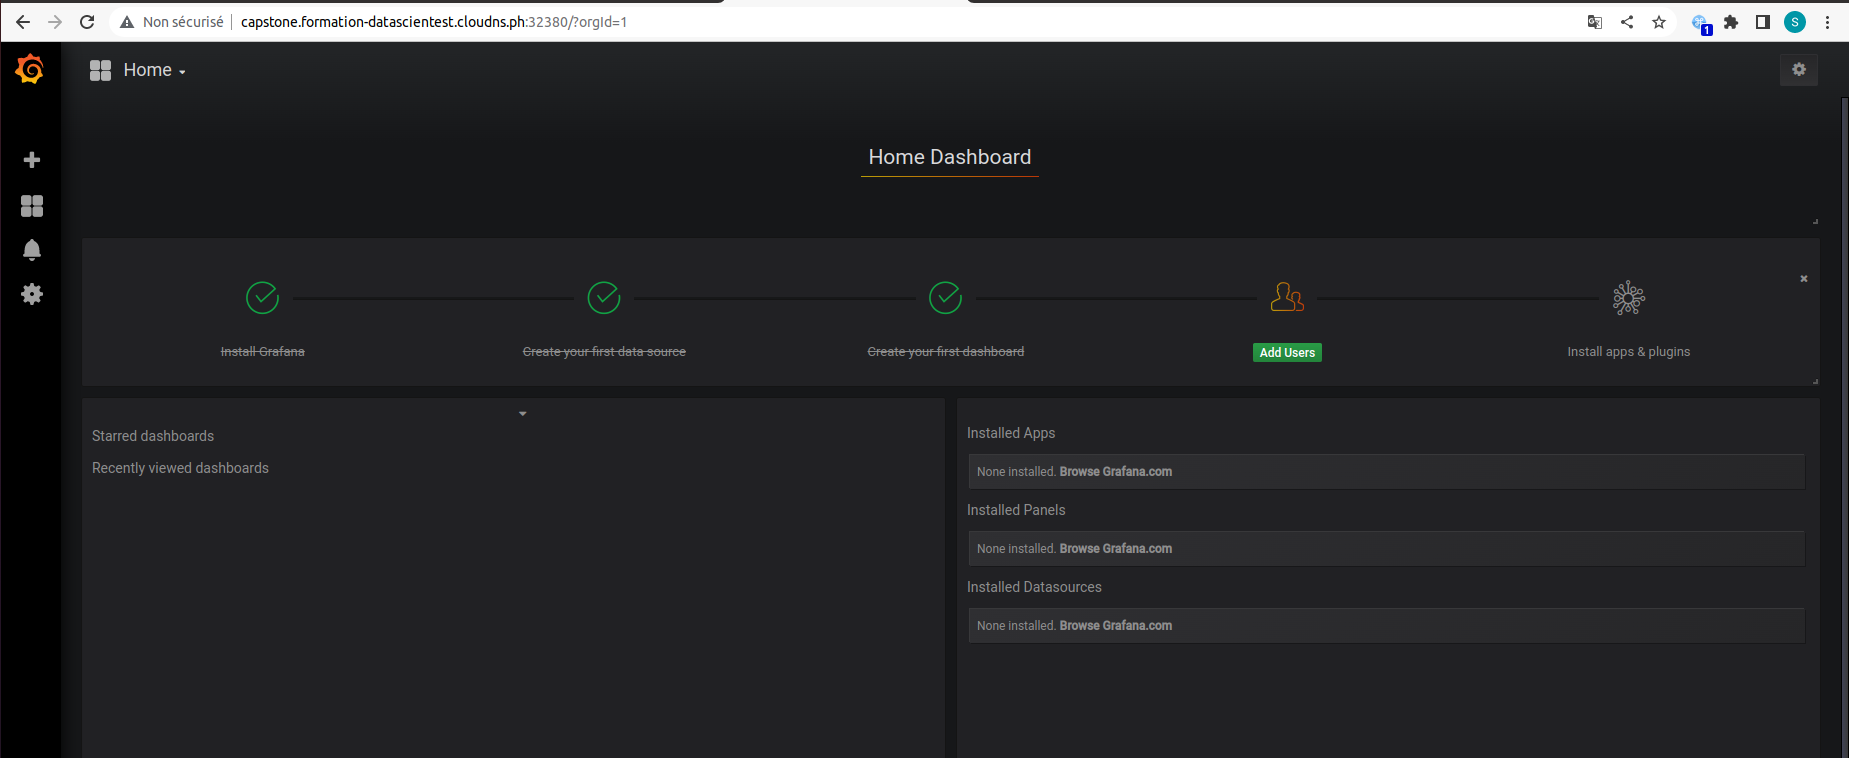 Non sécurisé
capstone.formation-datascientest.cloudns.ph:32380/?orgId=1
1
S
Home
Home Dashboard
Install Grafana
Create your first data source
Create your first dashboard
Add Users
Install apps & plugins
Starred dashboards
Recently viewed dashboards
Installed Apps
None installed. Browse Grafana.com
Installed Panels
None installed. Browse Grafana.com
Installed Datasources
None installed. Browse Grafana.com